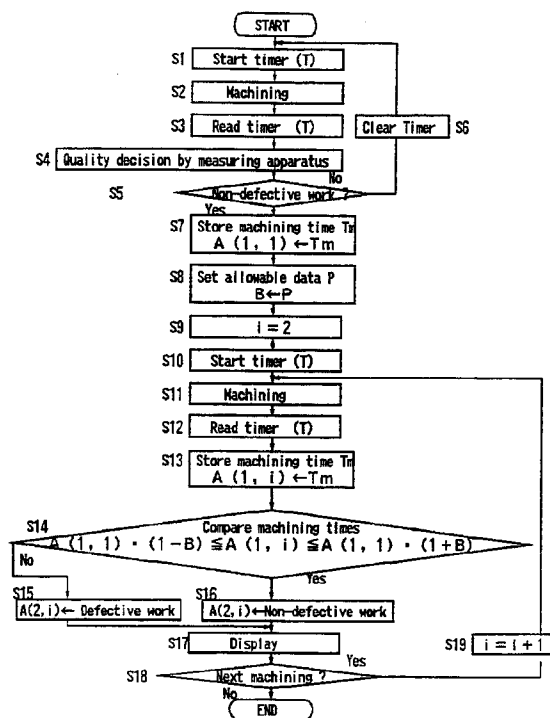 START
S1 Start timer (T)
S2 Machining
S3 Read timer (T)
Clear Timer S6
S4 Quality decision by measuring apparatus
No
S5 Non-defective work ?
Yes
S7 Store machining time Tm
A (1, 1) ←Tm
S8 Set allowable data P
B←P
S9 i = 2
S10 Start timer (T)
S11 Machining
S12 Read timer (T)
S13 Store machining time Tm
A (1, i) ←Tm
S14 Compare machining times
A (1, 1) · (1−B) ≦ A (1, i) ≦ A (1, 1) · (1+B)
No
Yes
S15 S16
A(2,i)← Defective work A(2,i)←Non-defective work
S17 Display S19 i = i + 1
Yes
S18 Next machining ?
No
END